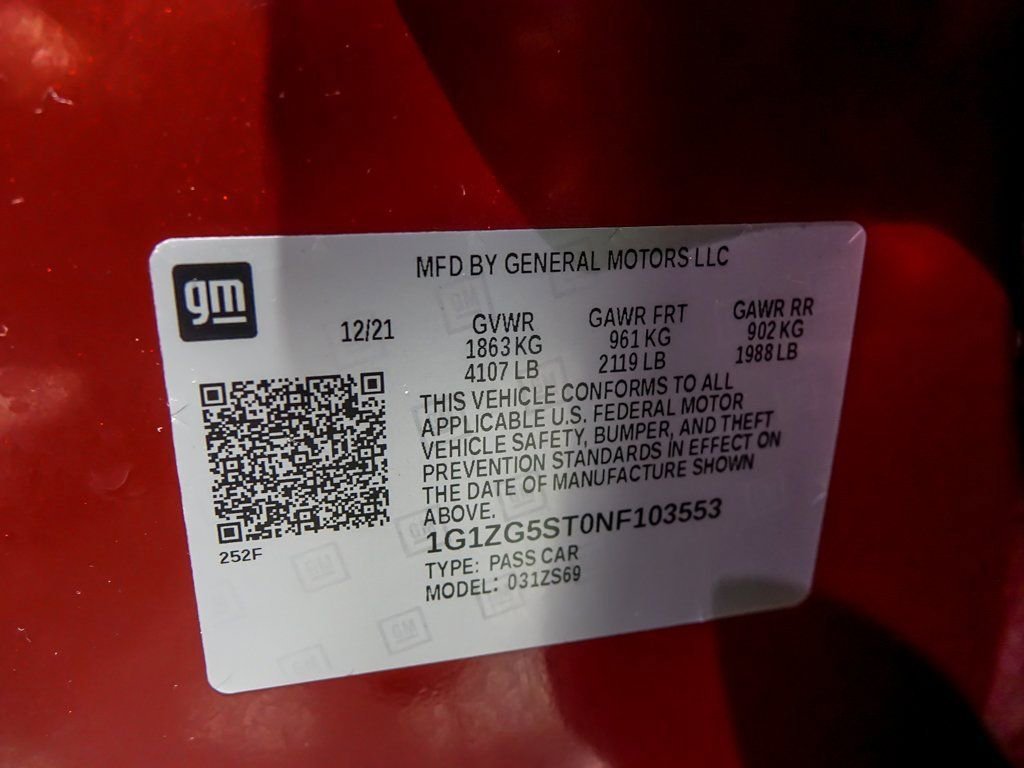 gm
MFD BY GENERAL MOTORS LLC
12/21
GVWR
1863 KG
4107 LB
GAWR FRT
961 KG
2119 LB
GAWR RR
902 KG
1988 LB
THIS VEHICLE CONFORMS TO ALL
APPLICABLE U.S. FEDERAL MOTOR
VEHICLE SAFETY, BUMPER, AND THEFT
PREVENTION STANDARDS IN EFFECT ON
THE DATE OF MANUFACTURE SHOWN
ABOVE.
1G1ZG5ST0NF103553
TYPE: PASS CAR
MODEL: 031ZS69
252F